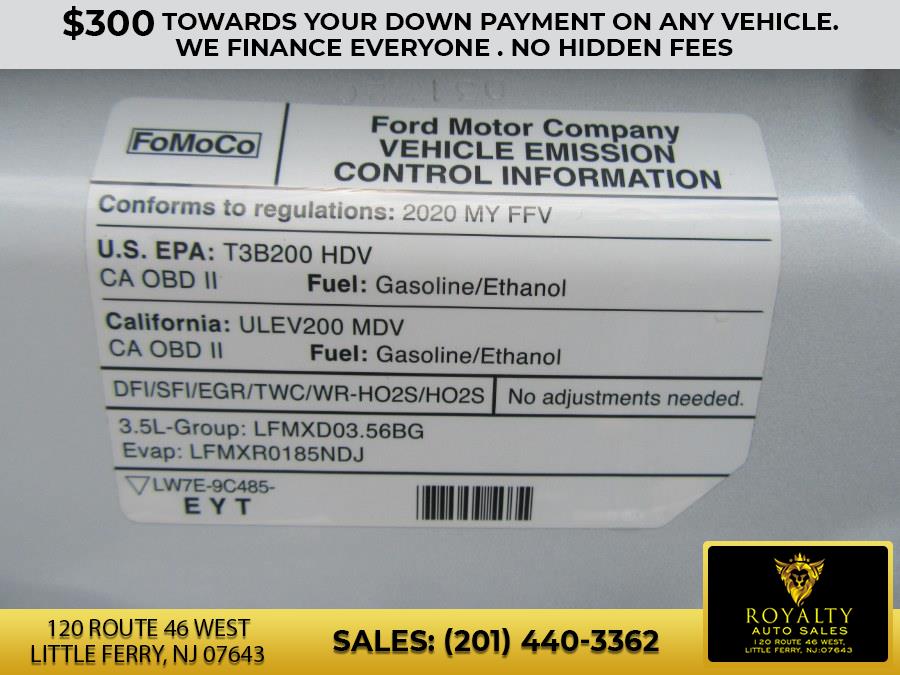 $300 TOWARDS YOUR DOWN PAYMENT ON ANY VEHICLE.
WE FINANCE EVERYONE . NO HIDDEN FEES
FoMoCo
Ford Motor Company
VEHICLE EMISSION
CONTROL INFORMATION
Conforms to regulations: 2020 MY FFV
U.S. EPA: T3B200 HDV
CA OBD II Fuel: Gasoline/Ethanol
California: ULEV200 MDV
CA OBD II Fuel: Gasoline/Ethanol
DFI/SFI/EGR/TWC/WR-HO2S/HO2S No adjustments needed.
3.5L-Group: LFMXD03.56BG
Evap: LFMXR0185NDJ
LW7E-9C485-
E Y T
120 ROUTE 46 WEST
LITTLE FERRY, NJ 07643
SALES: (201) 440-3362
ROYALTY
AUTO SALES
120 ROUTE 46 WEST,
LITTLE FERRY, NJ:07643